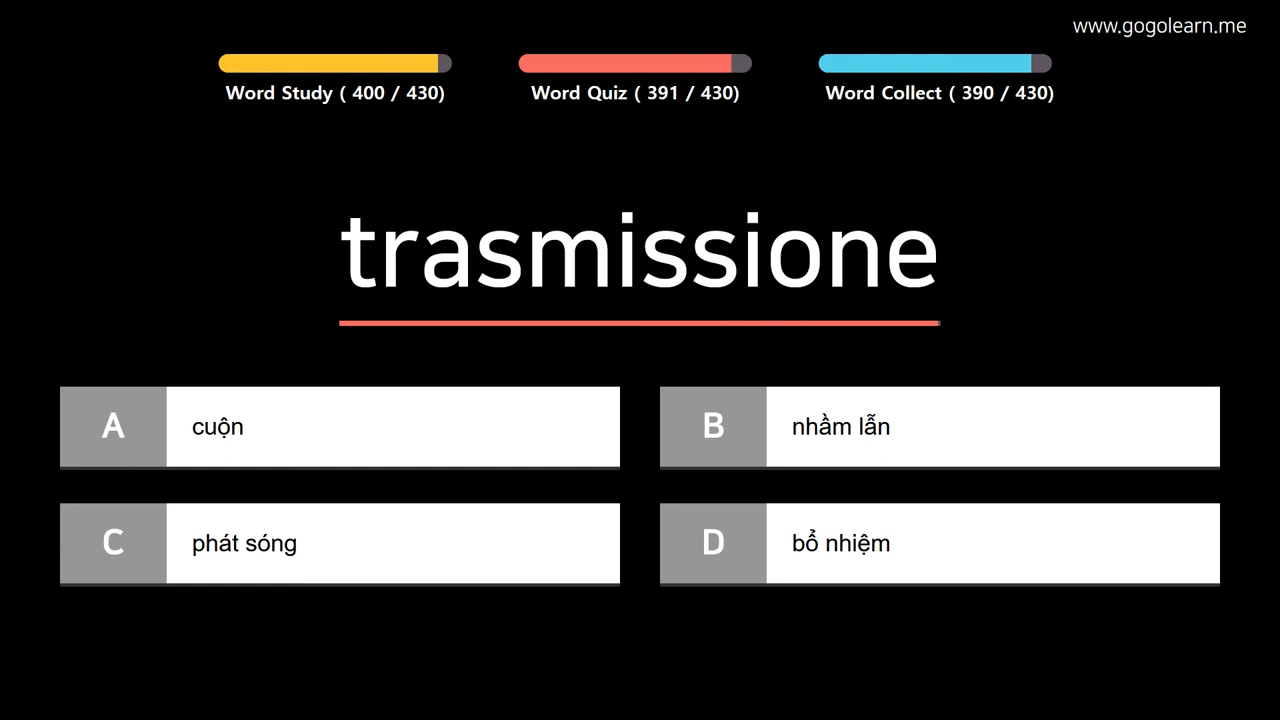 www.gogolearn.me
Word Study ( 400 / 430)
Word Quiz ( 391 / 430)
Word Collect ( 390 / 430)
trasmissione
A cuộn
B nhầm lẫn
C phát sóng
D bổ nhiệm